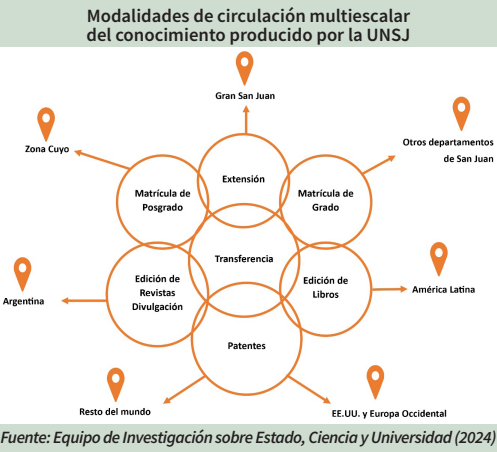 Modalidades de circulación multiescalar
del conocimiento producido por la UNSJ
Gran San Juan
Zona Cuyo
Otros departamentos
de San Juan
Extensión
Matrícula de
Posgrado
Matrícula de
Grado
Transferencia
Edición de
Revistas
Divulgación
Edición de
Libros
Argentina
América Latina
Patentes
Resto del mundo
EE.UU. y Europa Occidental
Fuente: Equipo de Investigación sobre Estado, Ciencia y Universidad (2024)